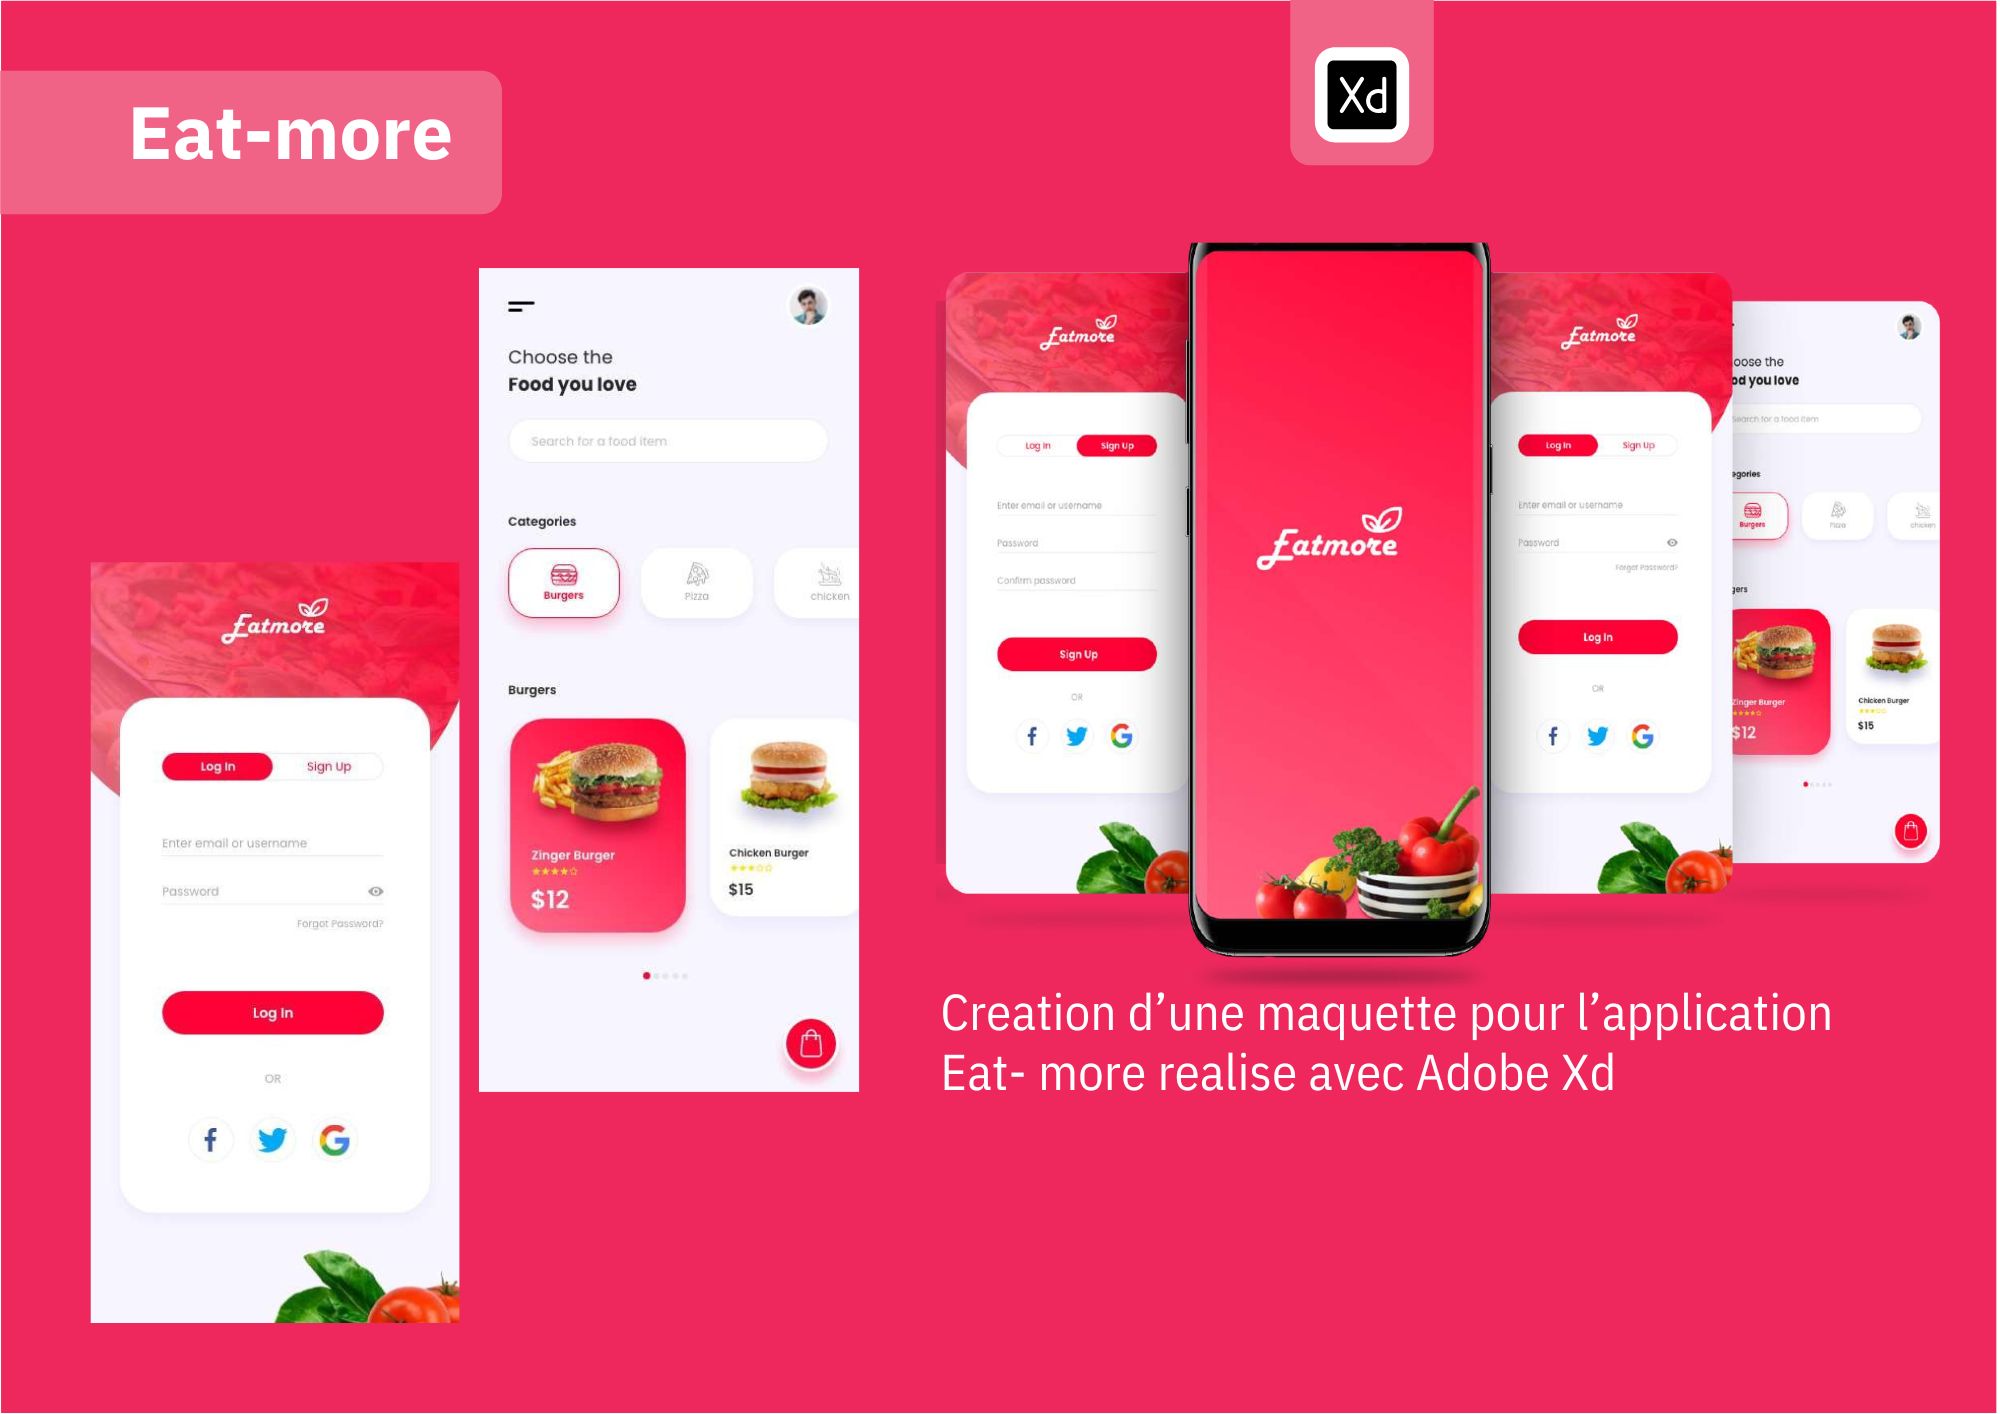 Eat-more
Xd
Choose the
Food you love
Search for a food item
Categories
Burgers
Pizza
chicken
Burgers
Zinger Burger
$12
Chicken Burger
$15
Eatmore
Log In
Sign Up
Enter email or username
Password
Forgot Password?
Log In
OR
f
G
Eatmore
Log In
Sign Up
Enter email or username
Password
Confirm password
Sign Up
OR
f
G
Eatmore
Eatmore
Log In
Sign Up
Enter email or username
Password
Forgot Password?
Log In
OR
f
G
oose the
od you love
Search for a food item
egories
Burgers
Pizza
chicken
gers
Zinger Burger
$12
Chicken Burger
$15
Creation d’une maquette pour l’application
Eat- more realise avec Adobe Xd